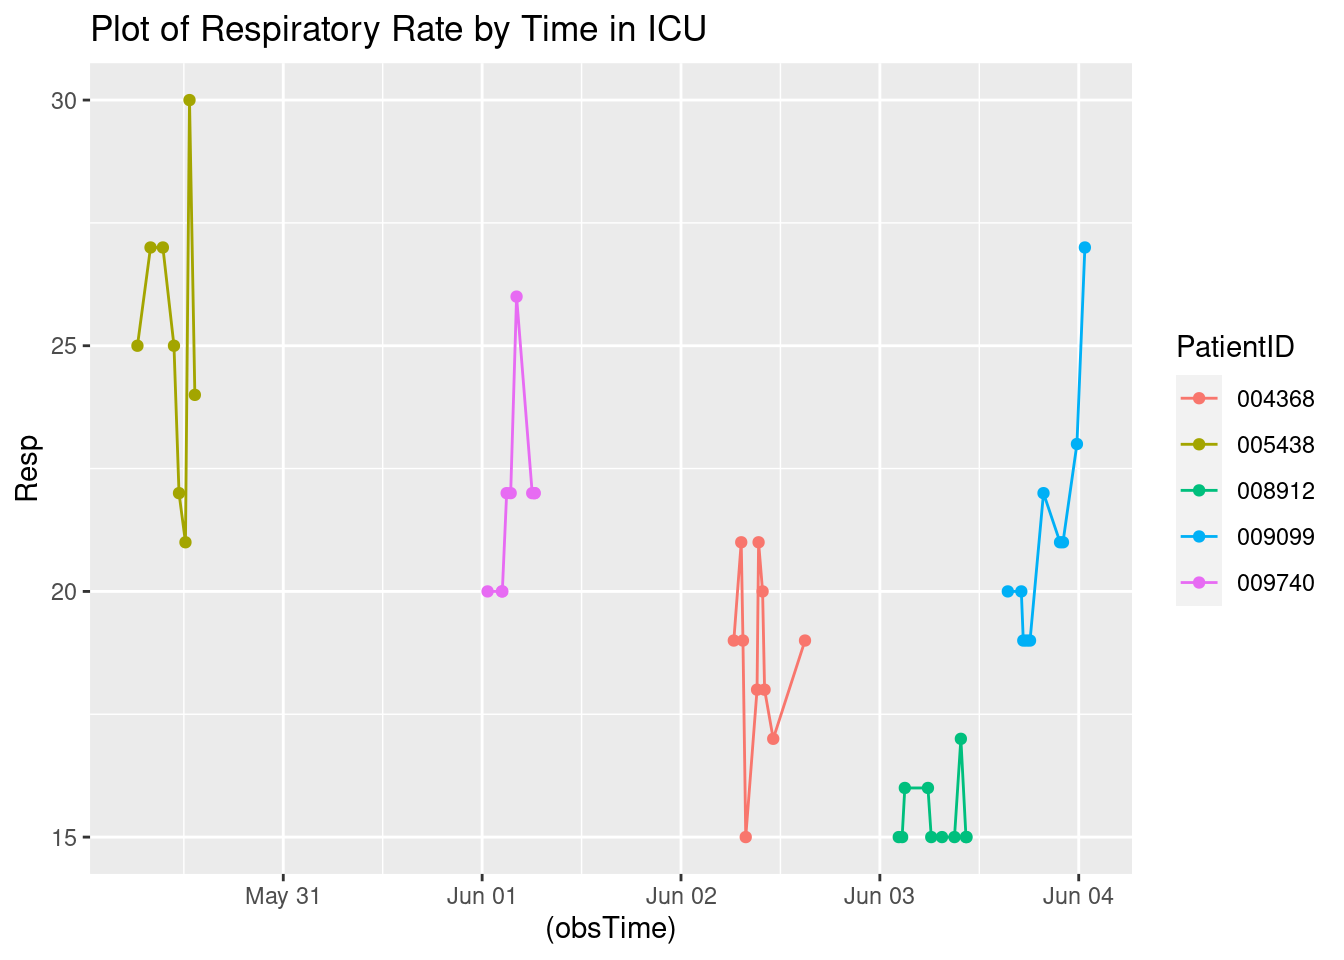 Plot of Respiratory Rate by Time in ICU
30
25
20
15
Resp
May 31 Jun 01 Jun 02 Jun 03 Jun 04
(obsTime)
PatientID
004368
005438
008912
009099
009740